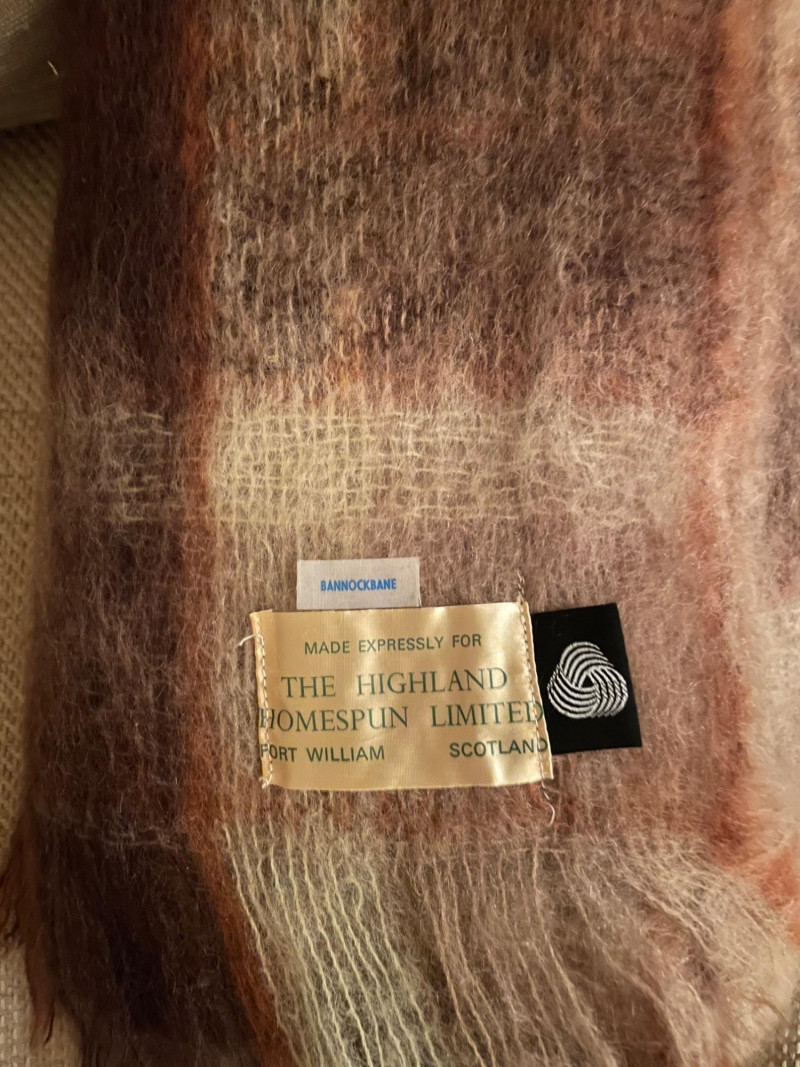 BANNOCKBANE
MADE EXPRESSLY FOR
THE HIGHLAND
HOMESPUN LIMITED
FORT WILLIAM SCOTLAND